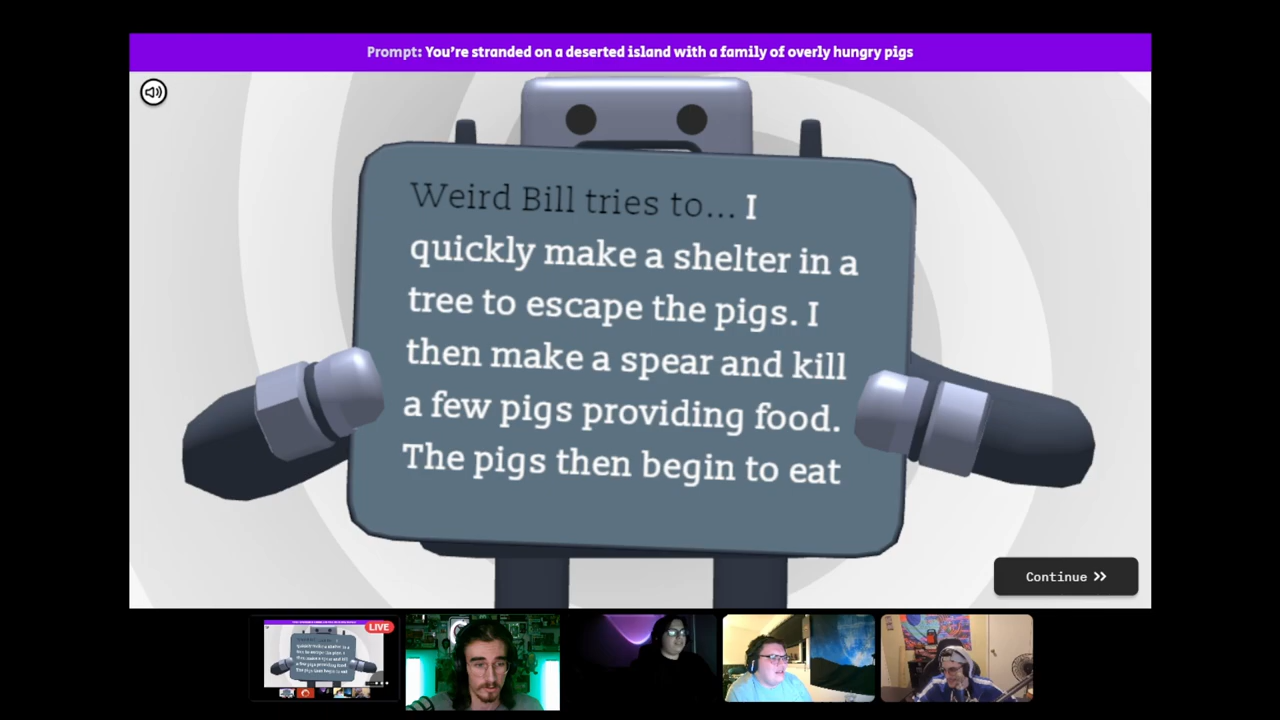 Prompt: You're stranded on a deserted island with a family of overly hungry pigs
Weird Bill tries to... I
quickly make a shelter in a
tree to escape the pigs. I
then make a spear and kill
a few pigs providing food.
The pigs then begin to eat
Continue
LIVE